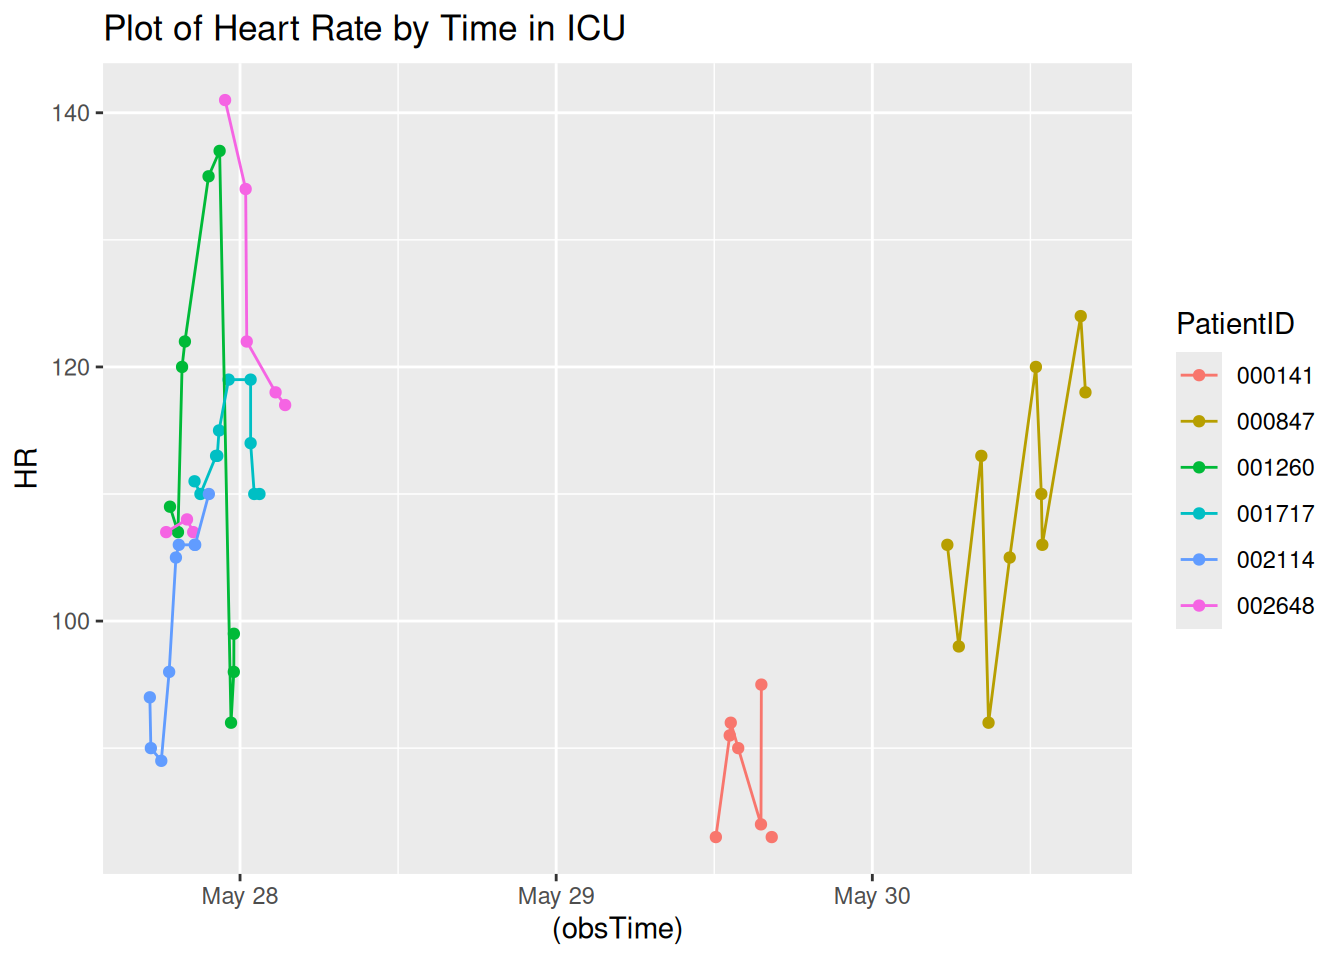 Plot of Heart Rate by Time in ICU
140
120
100
HR
May 28
May 29
May 30
(obsTime)
PatientID
000141
000847
001260
001717
002114
002648